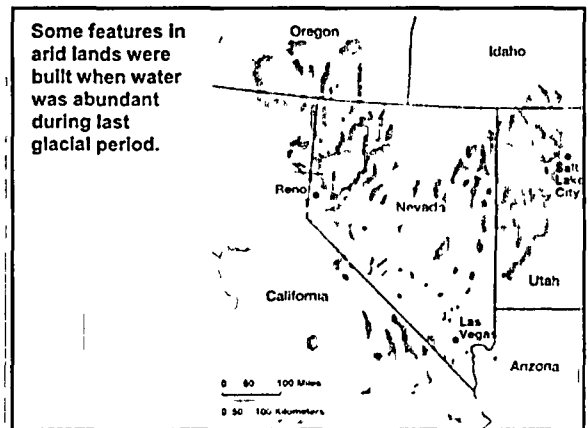 Some features in
arid lands were
built when water
was abundant
during last
glacial period.
Oregon
Idaho
Reno
Nevada
Salt
Lake
City
Utah
California
Las
Vegas
Arizona
0 50 100 Miles
0 50 100 Kilometers